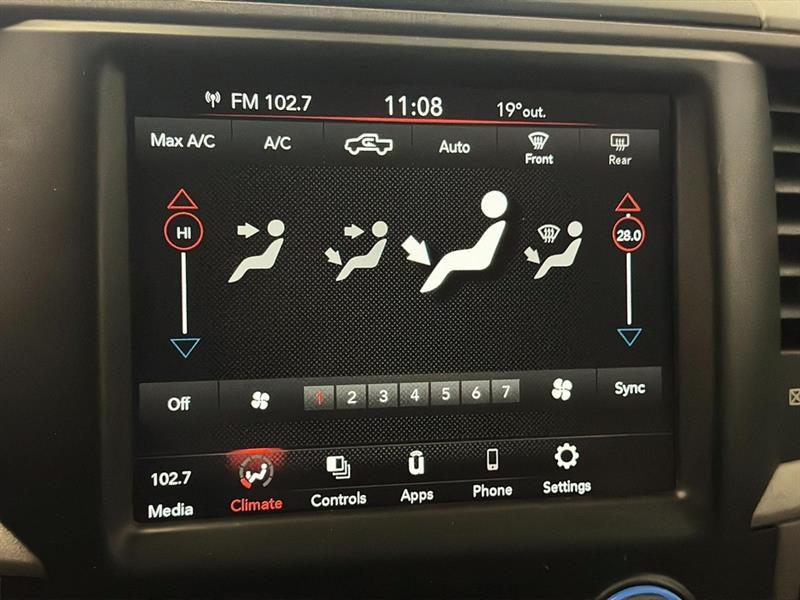 FM 102.7 11:08 19°out.
Max A/C A/C Auto Front Rear
HI 28.0
Off 1 2 3 4 5 6 7 Sync
102.7
Media Climate Controls Apps Phone Settings